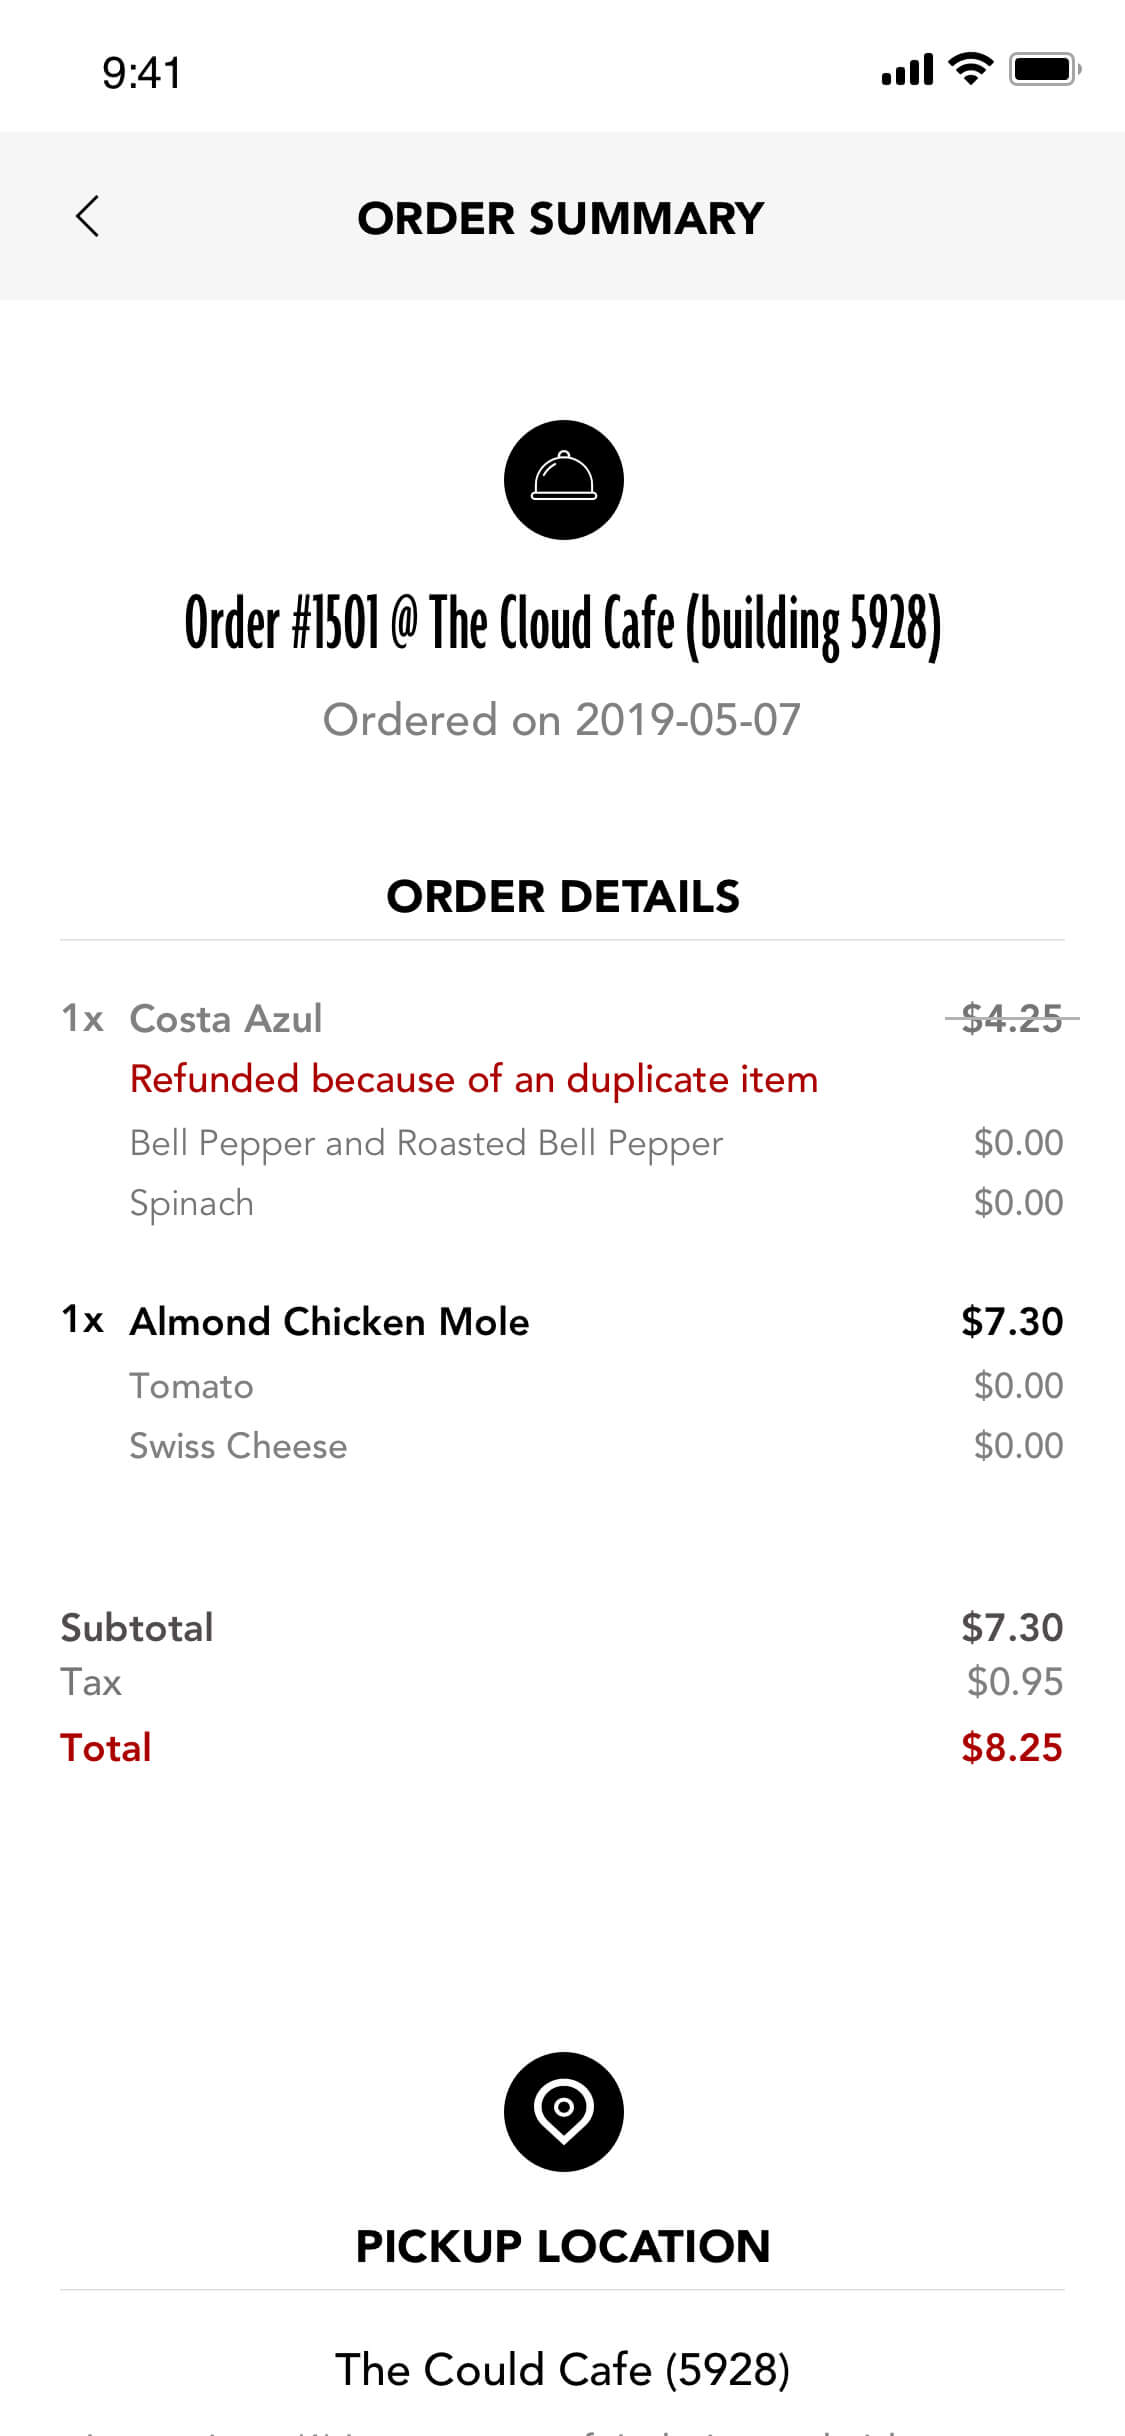 9:41
ORDER SUMMARY
Order #1501 @ The Cloud Cafe (building 5928)
Ordered on 2019-05-07
ORDER DETAILS
1x Costa Azul $4.25
Refunded because of an duplicate item
Bell Pepper and Roasted Bell Pepper $0.00
Spinach $0.00
1x Almond Chicken Mole $7.30
Tomato $0.00
Swiss Cheese $0.00
Subtotal $7.30
Tax $0.95
Total $8.25
PICKUP LOCATION
The Could Cafe (5928)